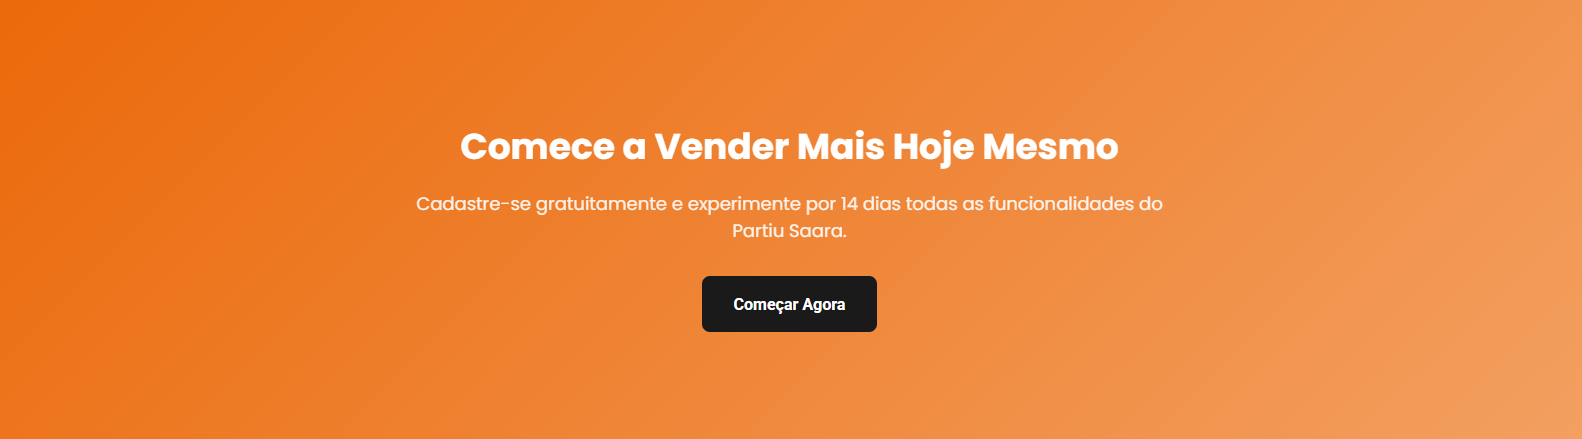 Comece a Vender Mais Hoje Mesmo
Cadastre-se gratuitamente e experimente por 14 dias todas as funcionalidades do
Partiu Saara.
Começar Agora